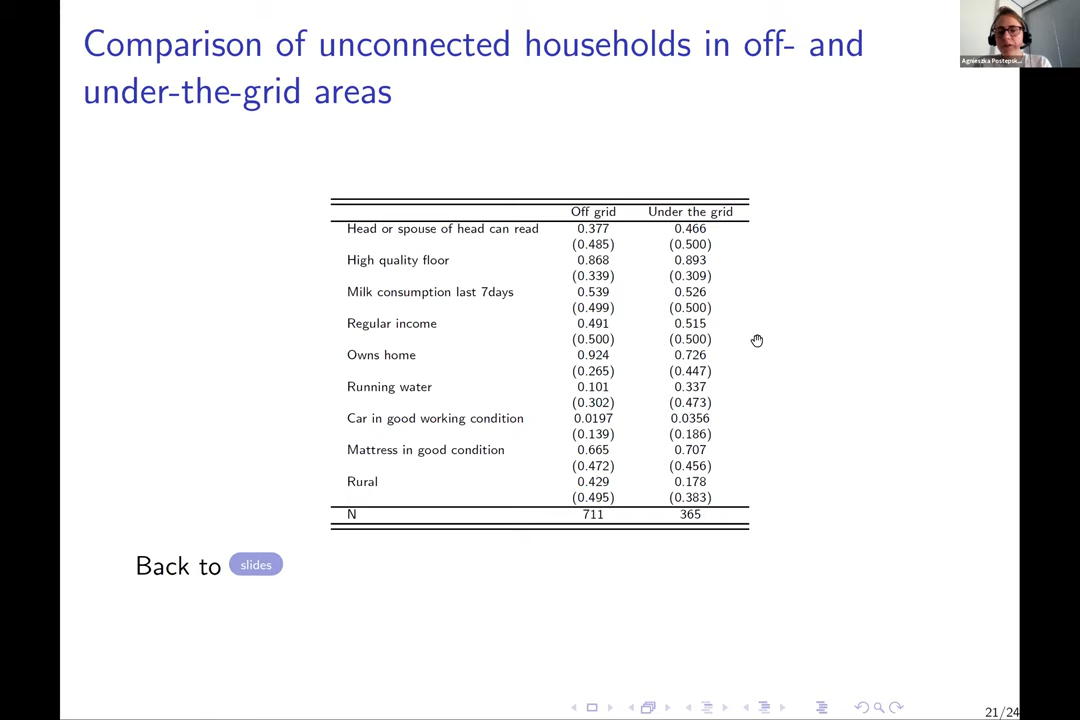 Comparison of unconnected households in off- and
under-the-grid areas
Agnieszka Postepsk...
Off grid Under the grid
Head or spouse of head can read 0.377 0.466
(0.485) (0.500)
High quality floor 0.868 0.893
(0.339) (0.309)
Milk consumption last 7days 0.539 0.526
(0.499) (0.500)
Regular income 0.491 0.515
(0.500) (0.500)
Owns home 0.924 0.726
(0.265) (0.447)
Running water 0.101 0.337
(0.302) (0.473)
Car in good working condition 0.0197 0.0356
(0.139) (0.186)
Mattress in good condition 0.665 0.707
(0.472) (0.456)
Rural 0.429 0.178
(0.495) (0.383)
N 711 365
Back to slides
21/24